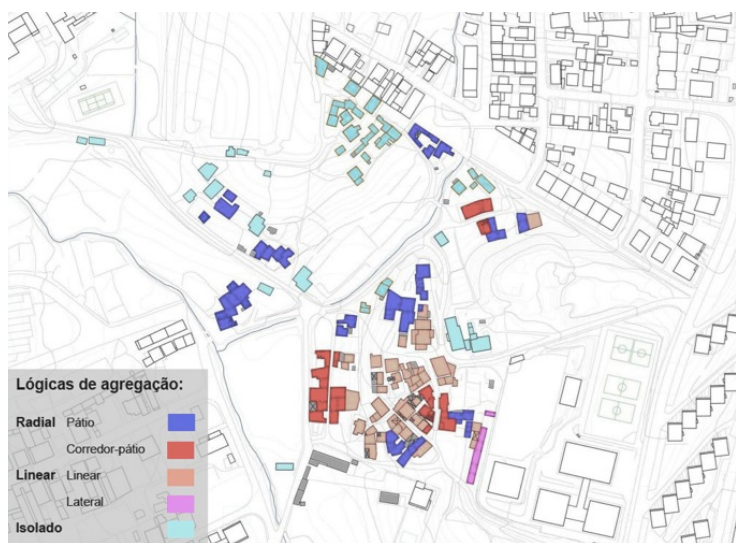 Lógicas de agregação:
Radial Pátio
Corredor-pátio
Linear Linear
Lateral
Isolado